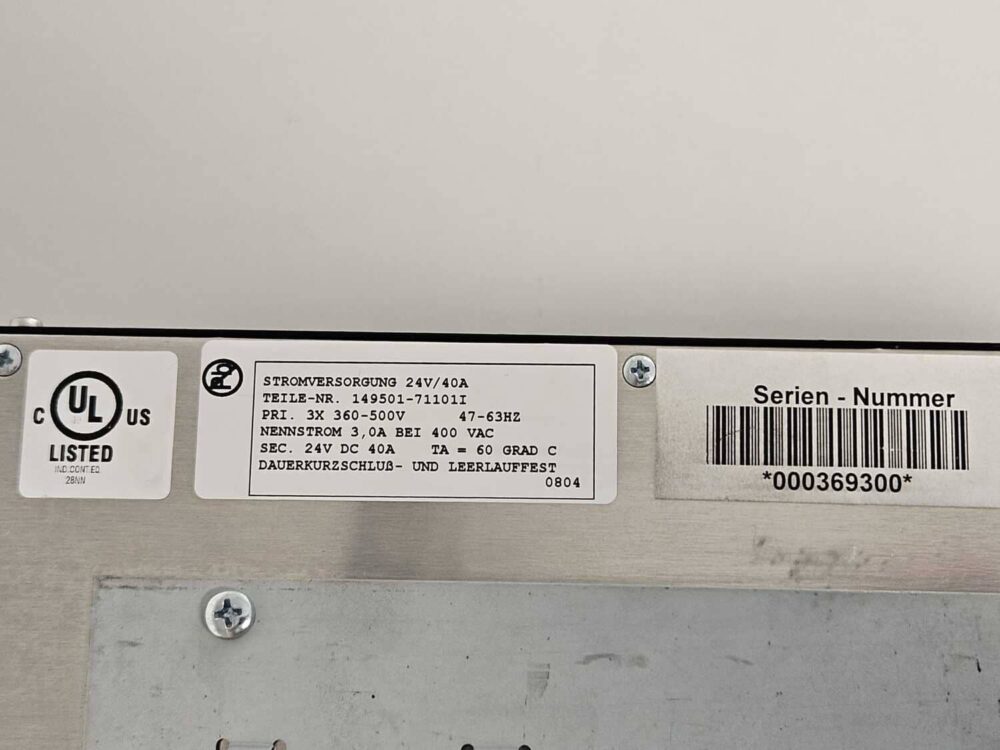 C UL US
LISTED
IND.CONT.EQ.
28NN
STROMVERSORGUNG 24V/40A
TEILE-NR. 149501-71101I
PRI. 3X 360-500V 47-63HZ
NENNSTROM 3,0A BEI 400 VAC
SEC. 24V DC 40A TA = 60 GRAD C
DAUERKURZSCHLUß- UND LEERLAUFFEST
0804
Serien - Nummer
*000369300*